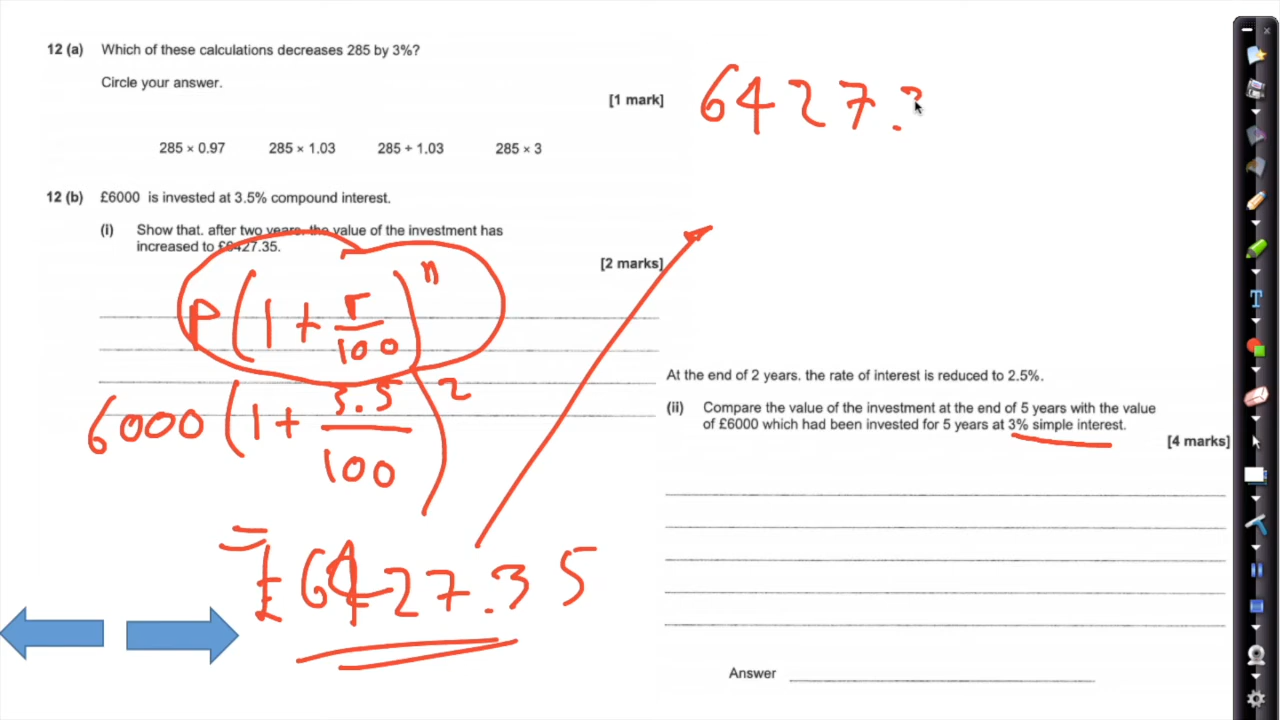 12 (a) Which of these calculations decreases 285 by 3%?
Circle your answer.
[1 mark]
285 × 0.97 285 × 1.03 285 ÷ 1.03 285 × 3
12 (b) £6000 is invested at 3.5% compound interest.
(i) Show that. after two years. the value of the investment has
increased to £6427.35.
[2 marks]
P(1 + r/100)^n
6000(1 + 3.5/100)^2
= £6427.35
6427.3
At the end of 2 years. the rate of interest is reduced to 2.5%.
(ii) Compare the value of the investment at the end of 5 years with the value
of £6000 which had been invested for 5 years at 3% simple interest.
[4 marks]
Answer